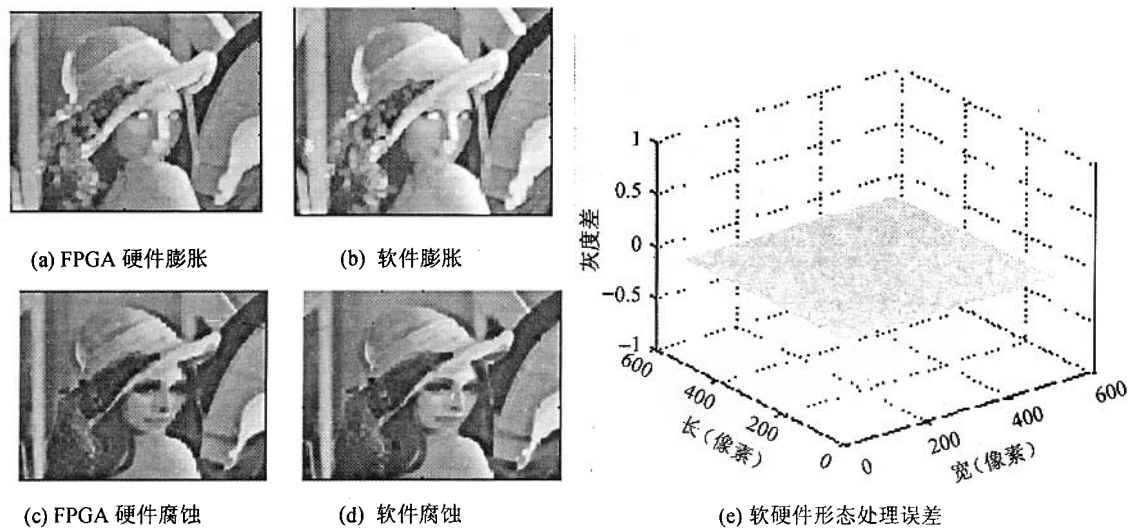 (a) FPGA 硬件膨胀
(b) 软件膨胀
(c) FPGA 硬件腐蚀
(d) 软件腐蚀
1
0.5
0
−0.5
−1
灰度差
600
400
200
0
长(像素)
0
200
400
600
宽(像素)
(e) 软硬件形态处理误差